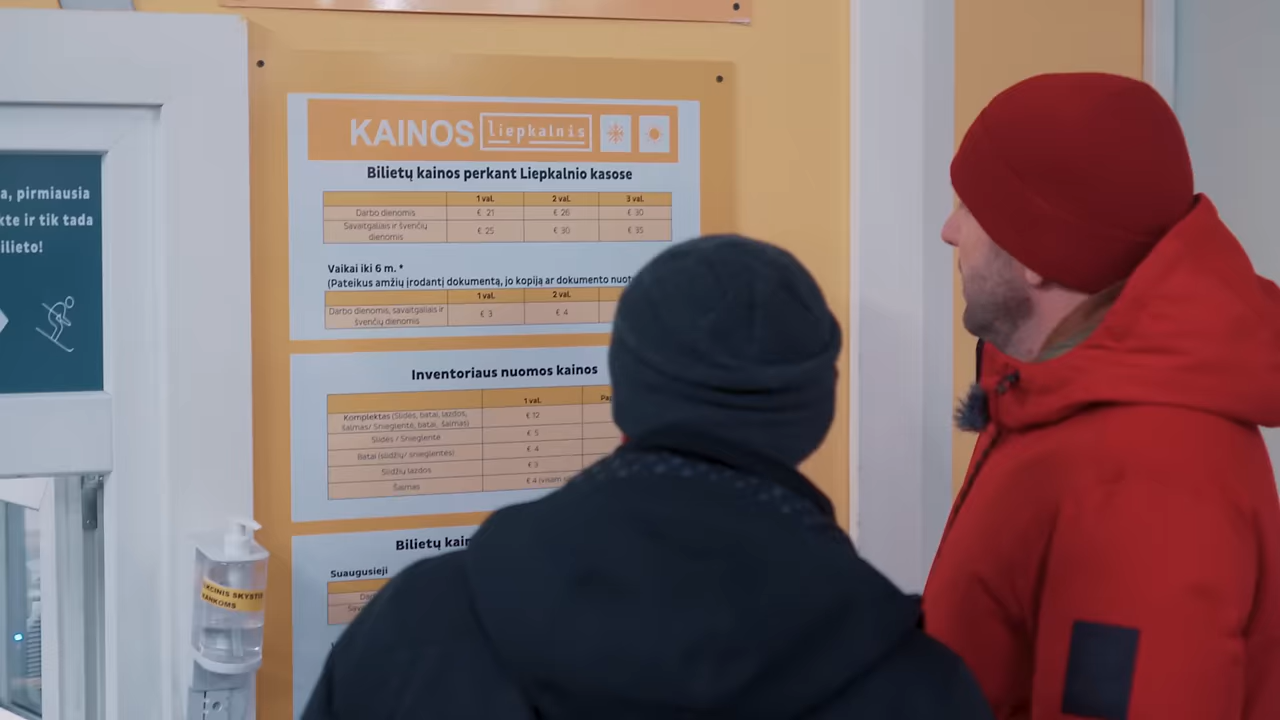 KAINOS liepkalnis
Bilietų kainos perkant Liepkalnio kasose
1 val. 2 val. 3 val.
Darbo dienomis € 21 € 26 € 30
Savaitgaliais ir švenčių
dienomis € 25 € 30 € 35
Vaikai iki 6 m. *
(Pateikus amžių įrodantį dokumentą, jo kopiją ar dokumento
1 val. 2 val.
Darbo dienomis, savaitgaliais ir
švenčių dienomis € 3 € 4
Inventoriaus nuomos kainos
1 val.
Komplektas (Slidės, batai, lazdos,
šalmas/ Snieglentė, batai, šalmas) € 12
Slidės / Snieglentė € 5
Batai (slidžių/ snieglentės) € 4
Slidžių lazdos € 3
Šalmas € 4
Bilietų
Suaugusieji
a, pirmiausia
kte ir tik tada
ilieto!
SKYSTIS
RANKOMS